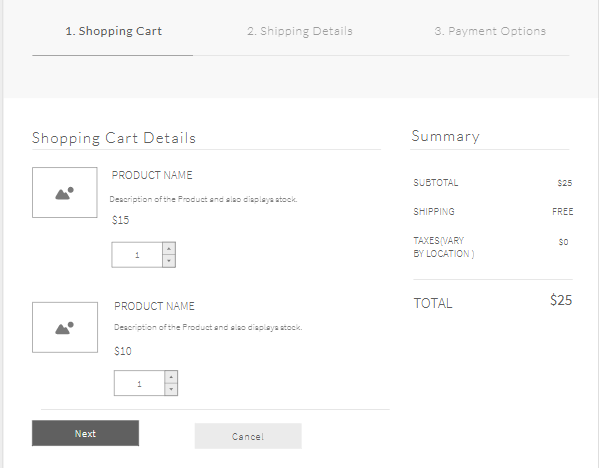 1. Shopping Cart
2. Shipping Details
3. Payment Options
Shopping Cart Details
PRODUCT NAME
Description of the Product and also displays stock.
$15
1
PRODUCT NAME
Description of the Product and also displays stock.
$10
1
Next
Cancel
Summary
SUBTOTAL $25
SHIPPING FREE
TAXES(VARY
BY LOCATION ) $0
TOTAL $25